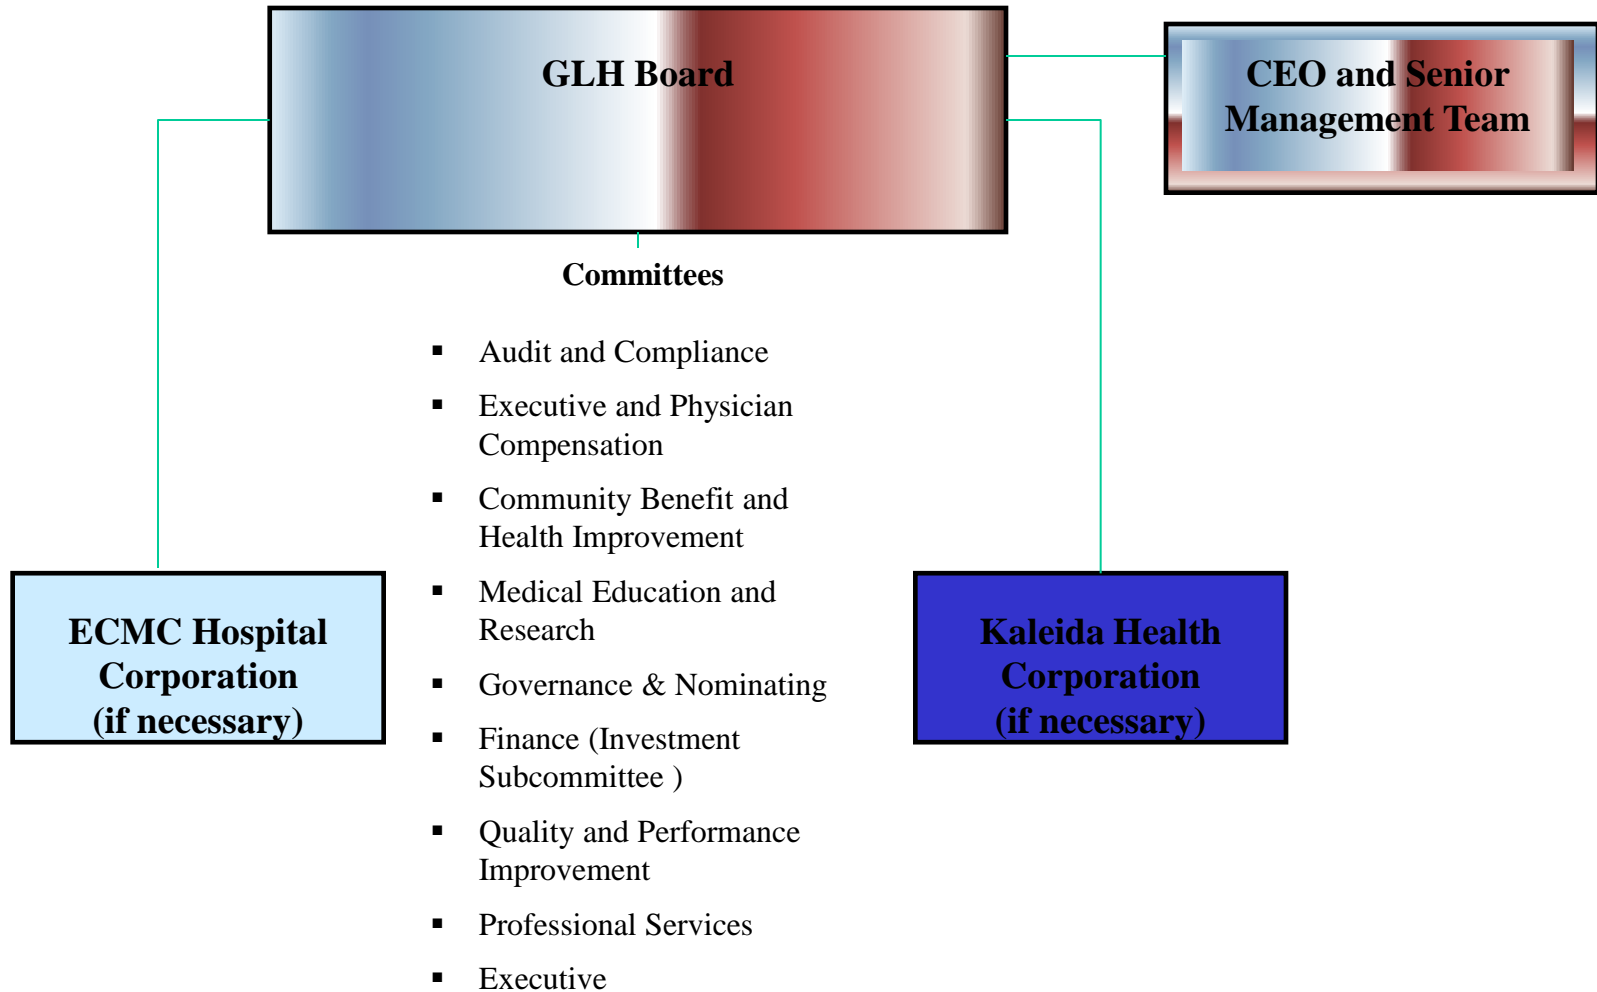 GLH Board
CEO and Senior
Management Team
Committees
▪ Audit and Compliance
▪ Executive and Physician
Compensation
▪ Community Benefit and
Health Improvement
▪ Medical Education and
Research
▪ Governance & Nominating
▪ Finance (Investment
Subcommittee )
▪ Quality and Performance
Improvement
▪ Professional Services
▪ Executive
ECMC Hospital
Corporation
(if necessary)
Kaleida Health
Corporation
(if necessary)